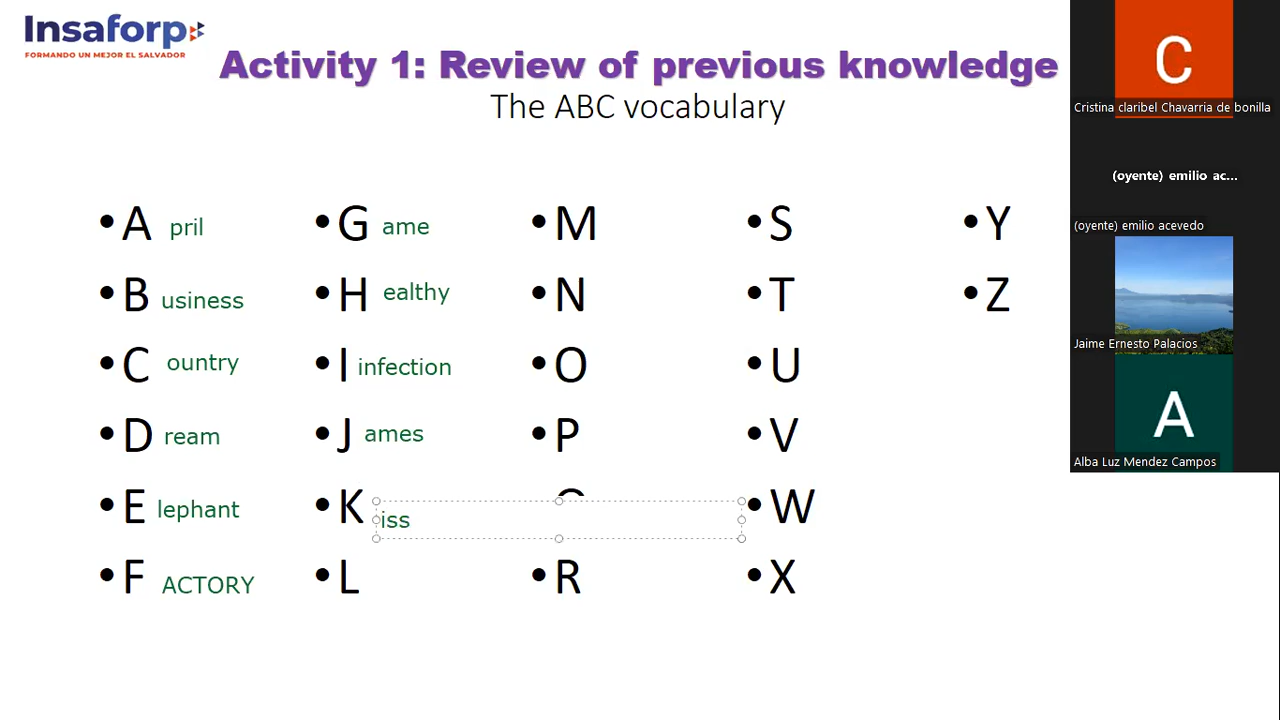 Insaforp
FORMANDO UN MEJOR EL SALVADOR
Activity 1: Review of previous knowledge
The ABC vocabulary
• A pril
• B usiness
• C ountry
• D ream
• E lephant
• F ACTORY
• G ame
• H ealthy
• I infection
• J ames
• K iss
• L
• M
• N
• O
• P
• R
• S
• T
• U
• V
• W
• X
• Y
• Z
C
Cristina claribel Chavarria de bonilla
(oyente) emilio ac...
(oyente) emilio acevedo
Jaime Ernesto Palacios
A
Alba Luz Mendez Campos